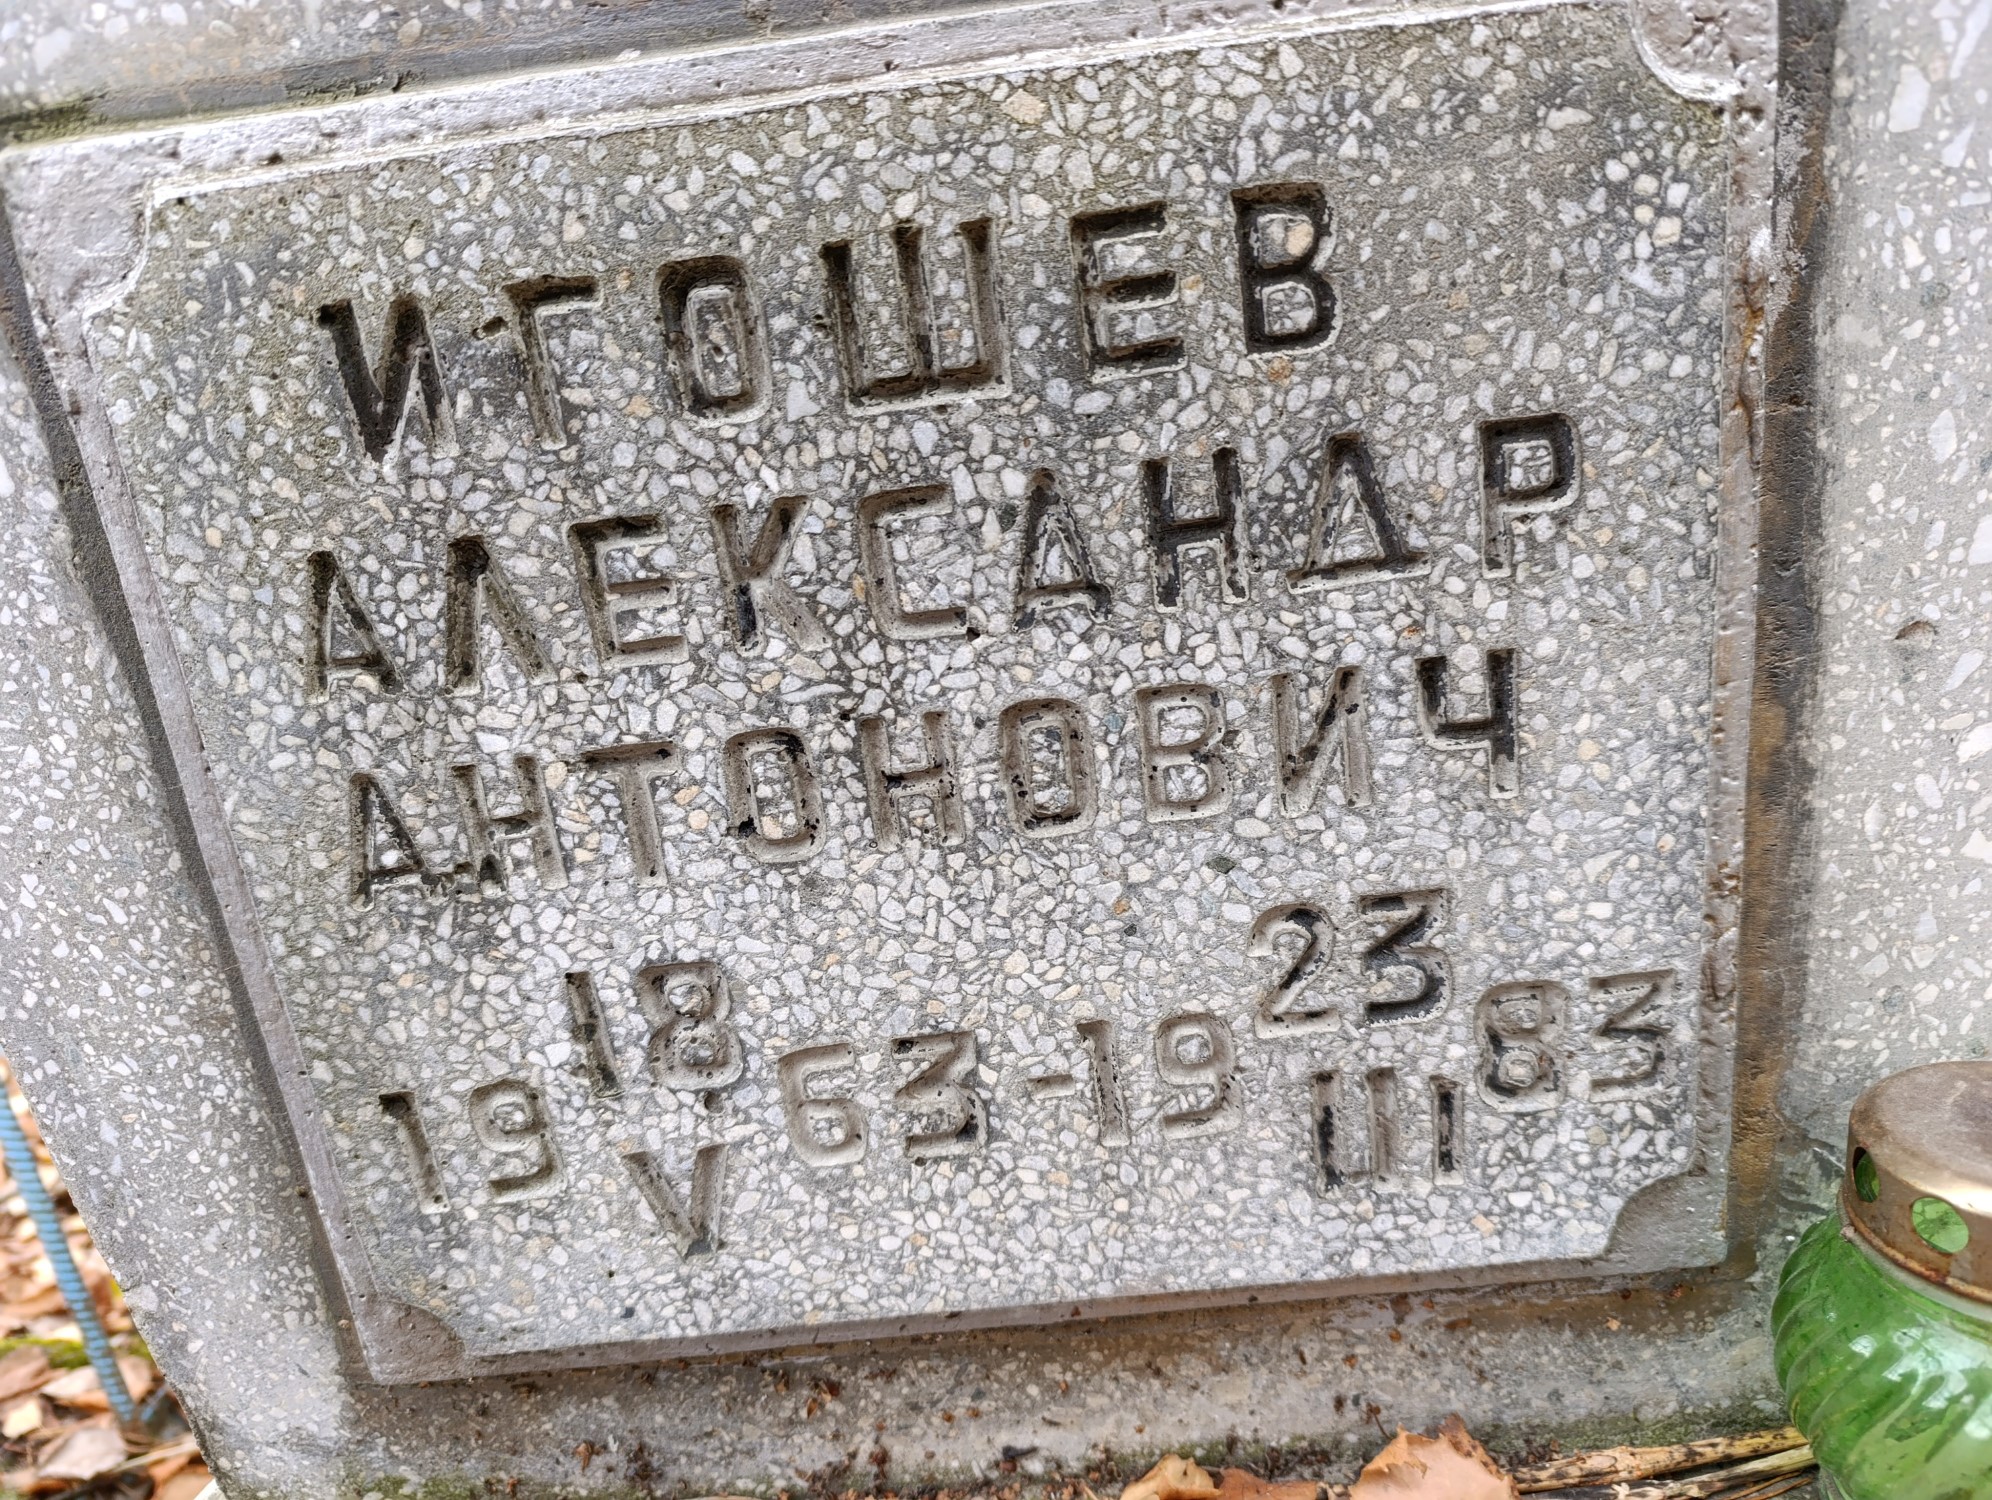 ИГОШЕВ
АЛЕКСАНДР
АНТОНОВИЧ
19 18/V 63 - 19 23/III 83